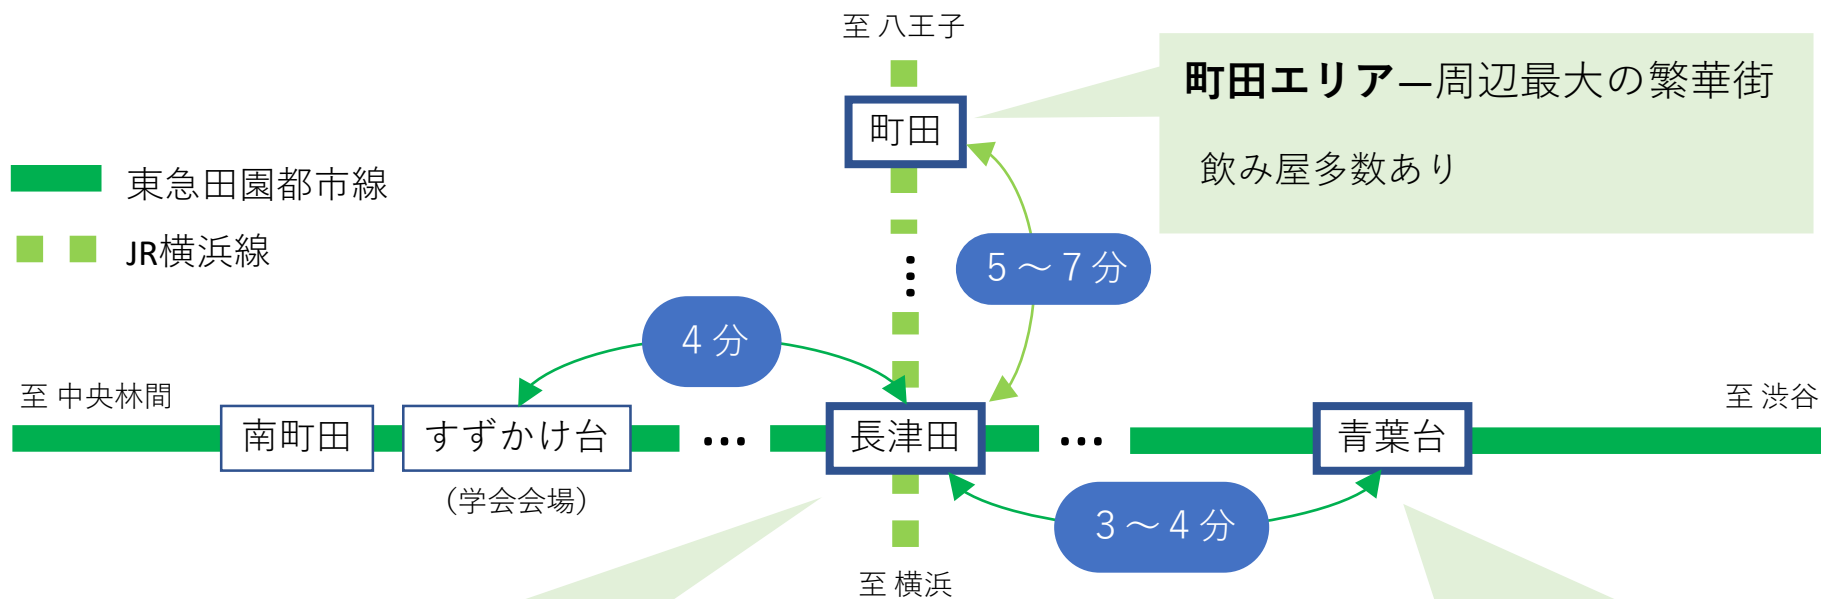 至 八王子
町田エリア―周辺最大の繁華街
町田
飲み屋多数あり
東急田園都市線
JR横浜線
5～7分
4分
至 中央林間
至 渋谷
南町田
すずかけ台
…
長津田
…
青葉台
（学会会場）
3～4分
至 横浜